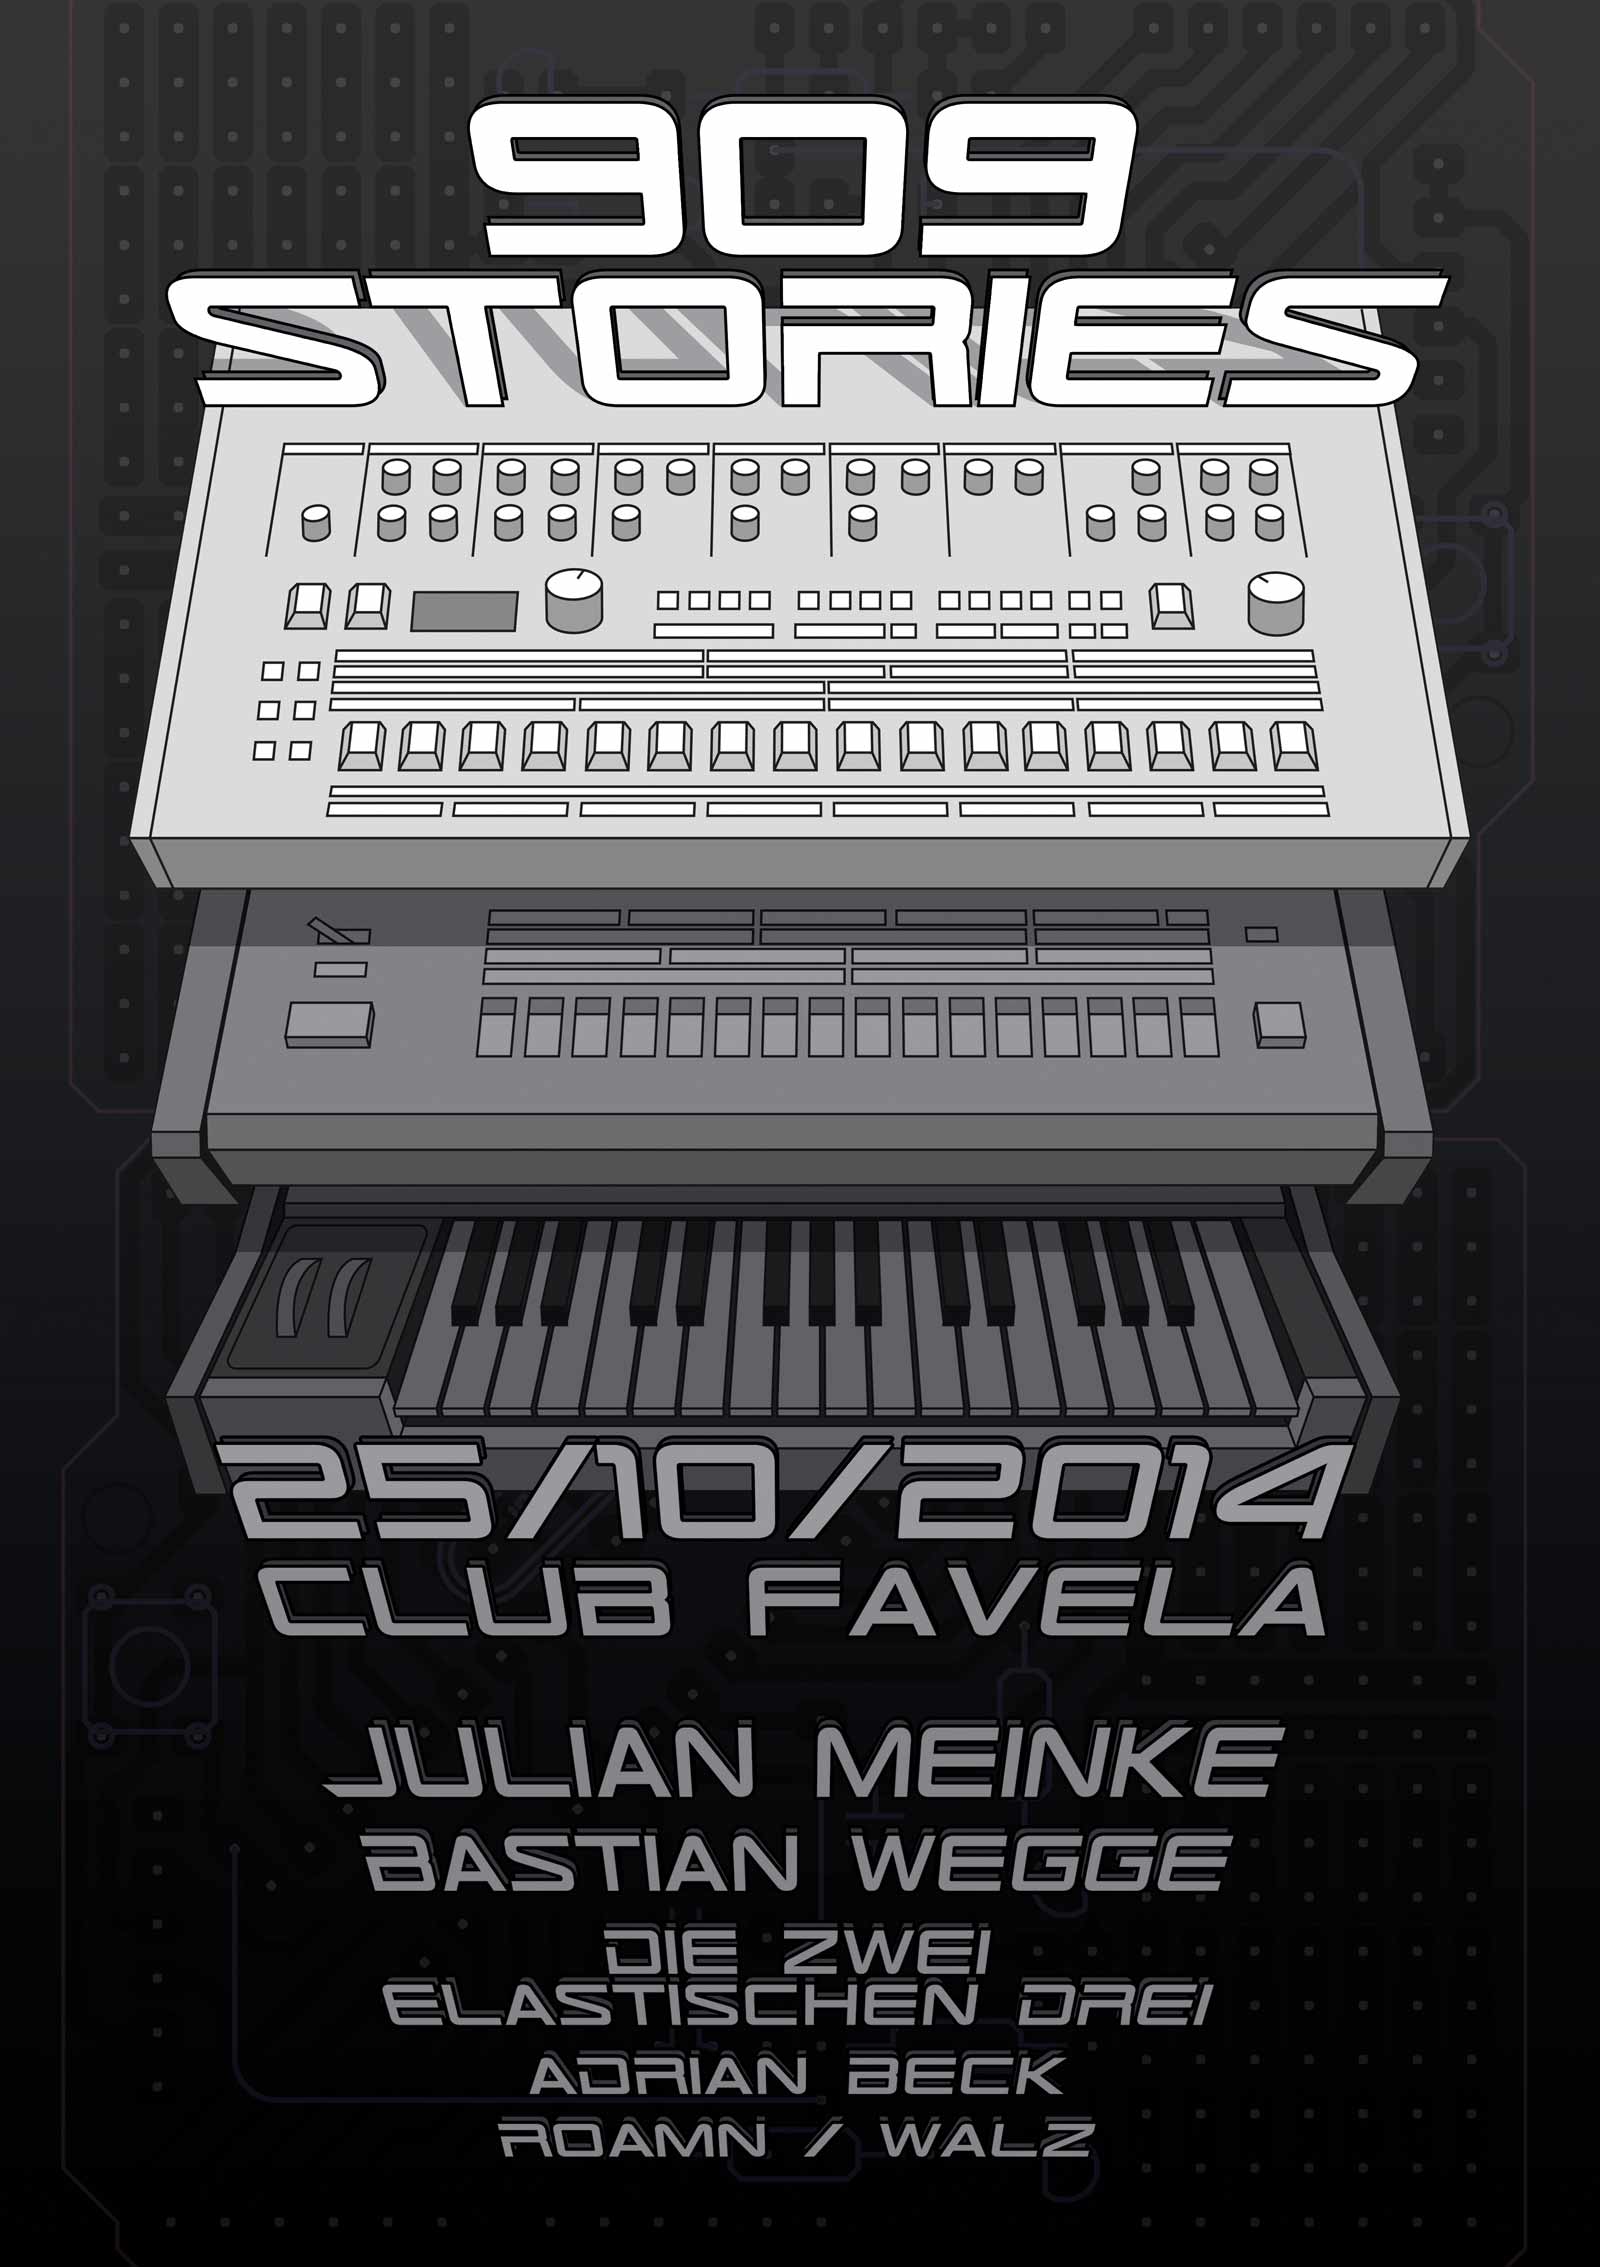 909
STORIES
25/10/2014
CLUB FAVELA
JULIAN MEINKE
BASTIAN WEGGE
DIE ZWEI
ELASTISCHEN DREI
ADRIAN BECK
ROAMN / WALZ